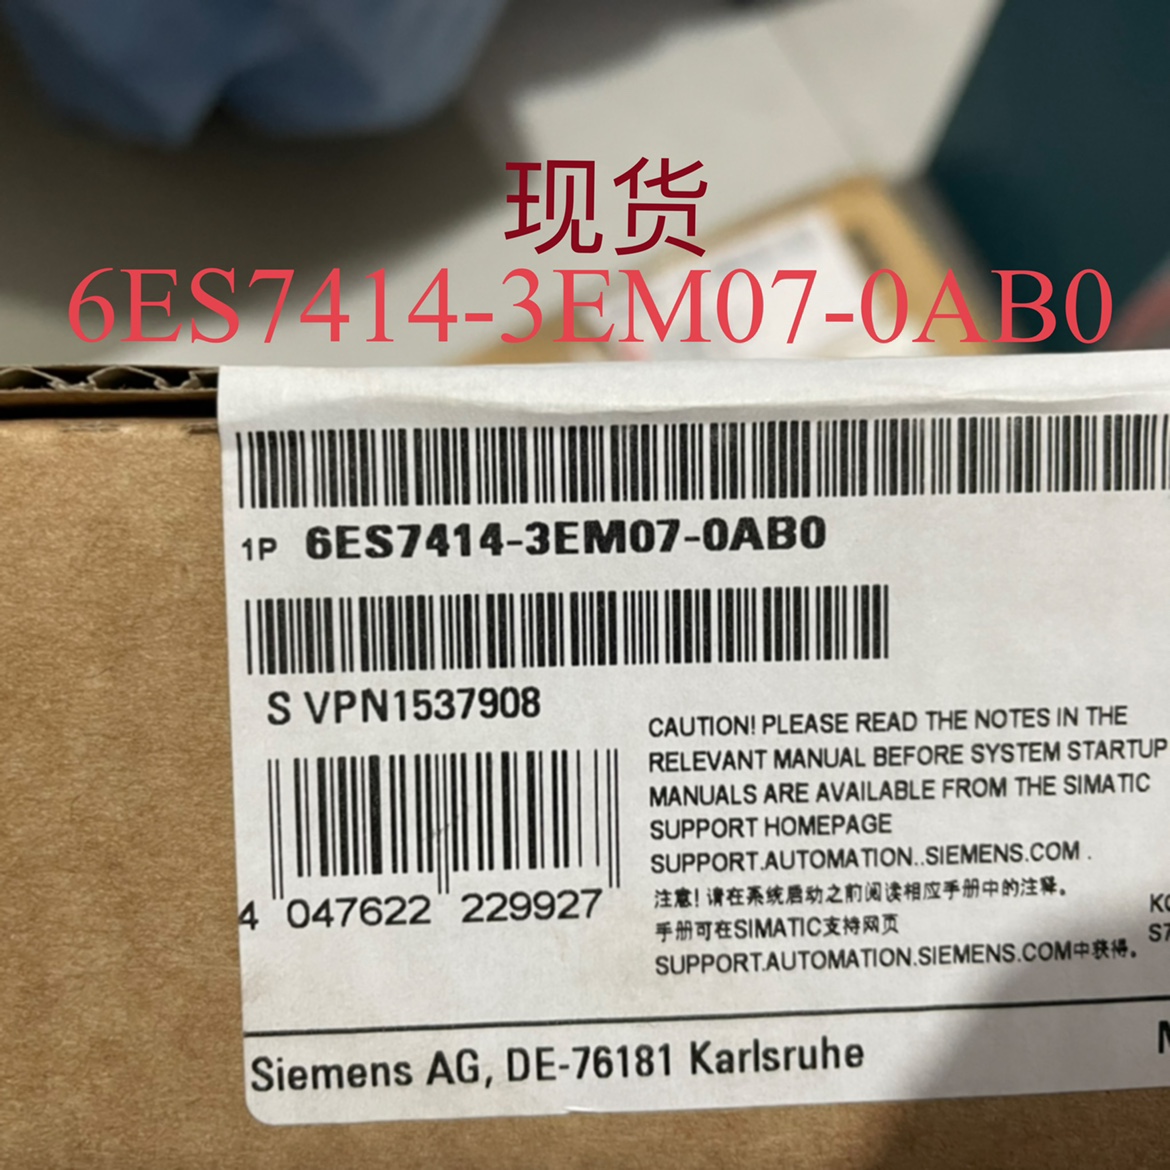 现货
6ES7414-3EM07-0AB0
1P 6ES7414-3EM07-0AB0
S VPN1537908
CAUTION! PLEASE READ THE NOTES IN THE
RELEVANT MANUAL BEFORE SYSTEM STARTUP
MANUALS ARE AVAILABLE FROM THE SIMATIC
SUPPORT HOMEPAGE
SUPPORT.AUTOMATION..SIEMENS.COM .
注意！请在系统启动之前阅读相应手册中的注释。
手册可在SIMATIC支持网页
SUPPORT.AUTOMATION.SIEMENS.COM中获得。
4 047622 229927
Siemens AG, DE-76181 Karlsruhe